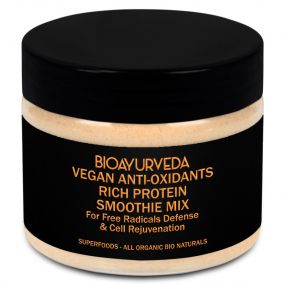 BIOAYURVEDA
VEGAN ANTI-OXIDANTS
RICH PROTEIN
SMOOTHIE MIX
For Free Radicals Defense
& Cell Rejuvenation
SUPERFOODS - ALL ORGANIC BIO NATURALS